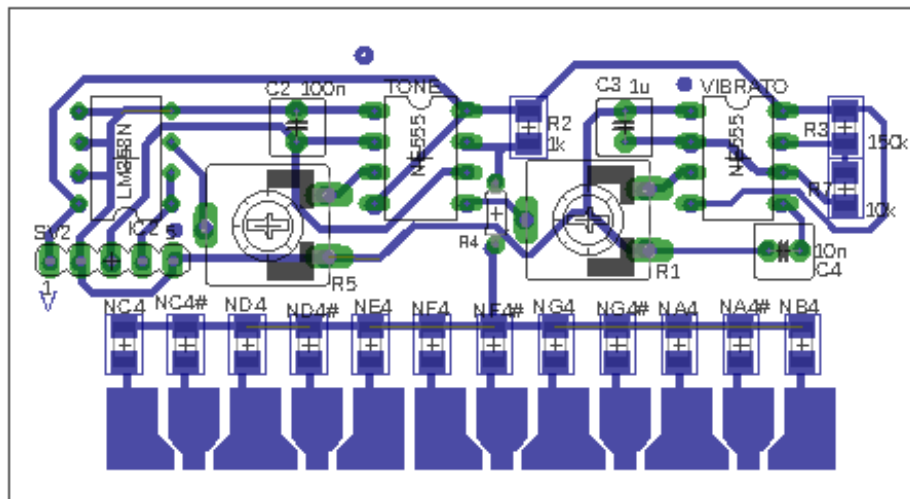 C2 100n
TONE
C3 1u
VIBRATO
R2
1k
R3
150k
R7
10k
R4
SV2
IC2
5
1
R5
R1
10n
C4
NC4
NC4#
ND4
ND4#
NE4
NF4
NF4#
NG4
NG4#
NA4
NA4#
NB4
NE555
NE555